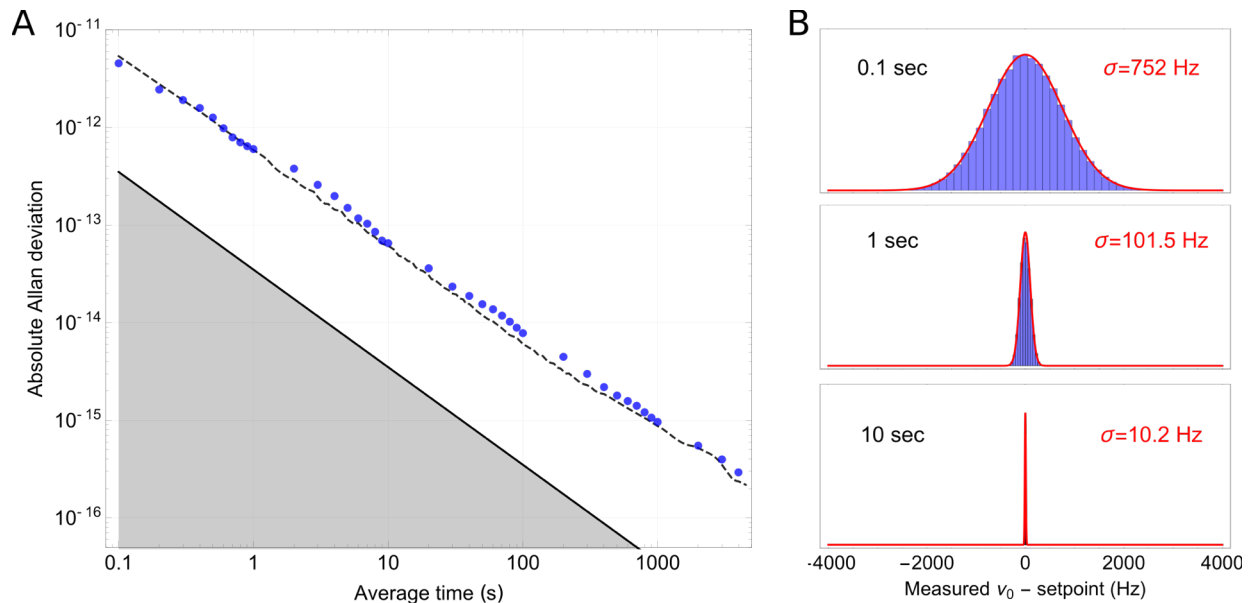 A
Absolute Allan deviation
10⁻¹¹
10⁻¹²
10⁻¹³
10⁻¹⁴
10⁻¹⁵
10⁻¹⁶
0.1 1 10 100 1000
Average time (s)
B
0.1 sec σ=752 Hz
1 sec σ=101.5 Hz
10 sec σ=10.2 Hz
-4000 −2000 0 2000 4000
Measured ν₀ − setpoint (Hz)